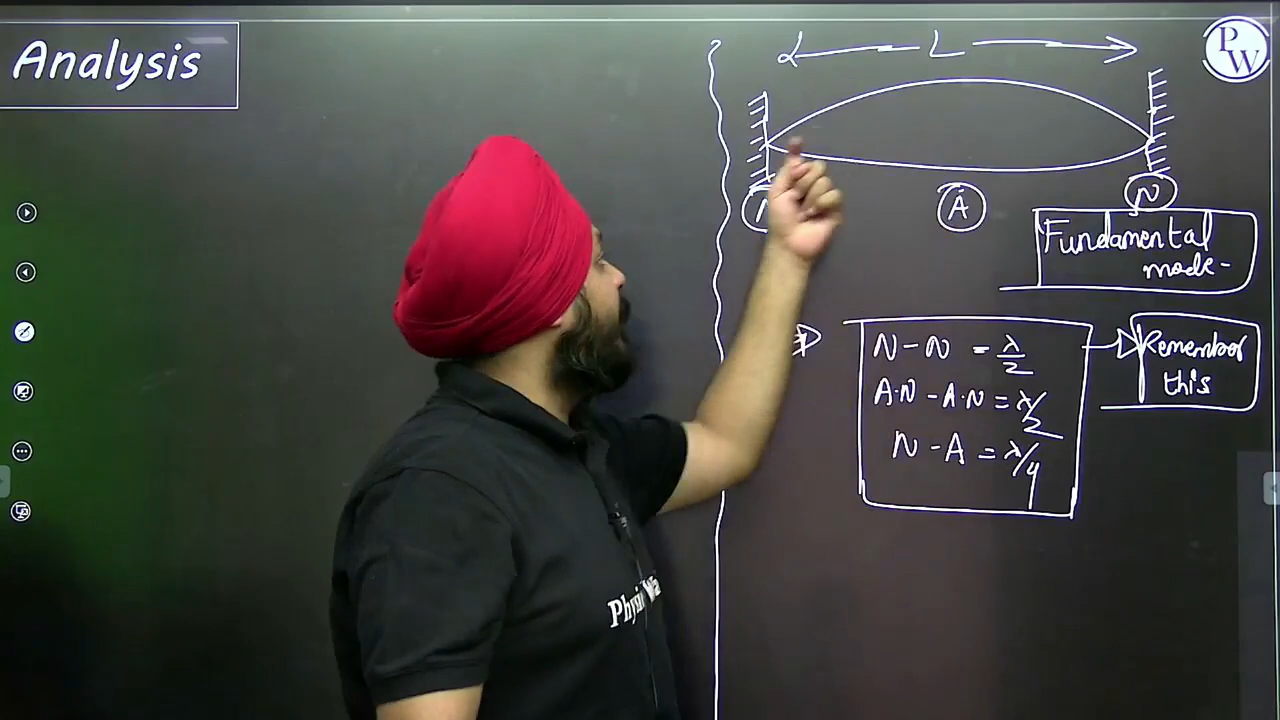 Analysis
L
PW
N
A
N
Fundamental
mode-
N - N = λ/2
A.N - A.N = λ/2
N - A = λ/4
Remember
this